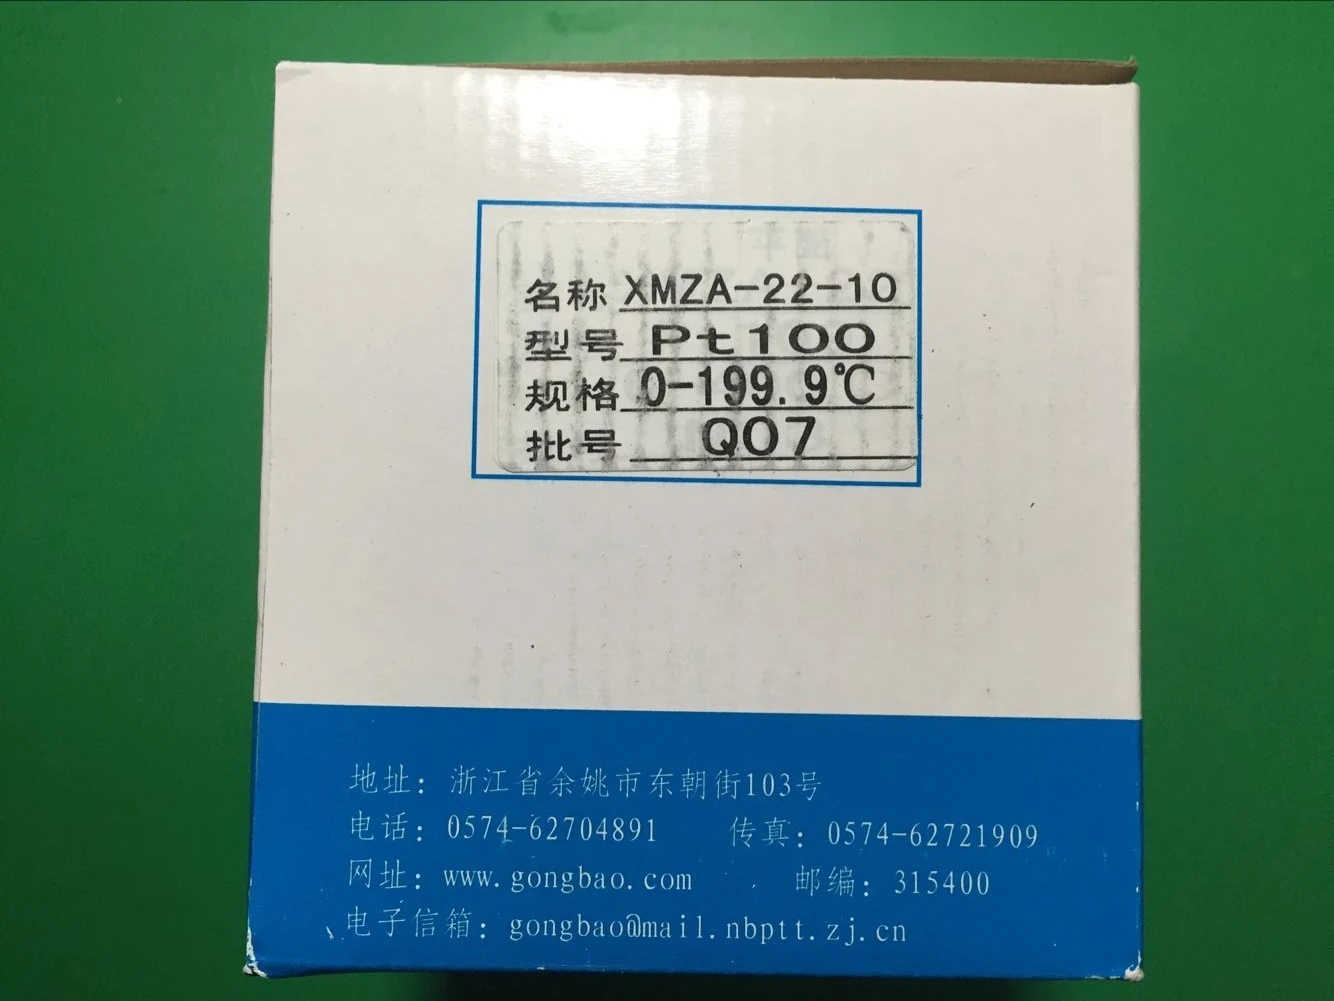 名称 XMZA-22-10
型号 Pt100
规格 0-199.9℃
批号 Q07
地址：浙江省余姚市东朝街103号
电话：0574-62704891 传真：0574-62721909
网址：www.gongbao.com 邮编：315400
电子信箱：gongbao@mail.nbptt.zj.cn